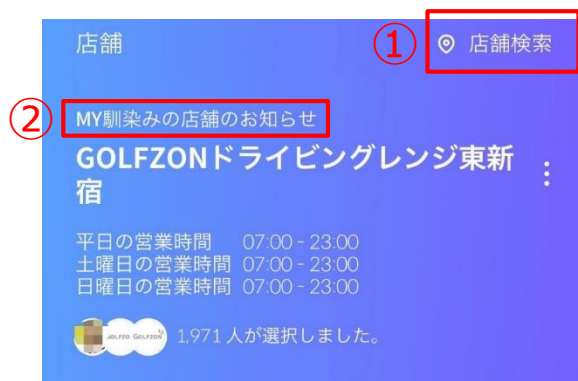 店舗
① 店舗検索
② MY馴染みの店舗のお知らせ
GOLFZONドライビングレンジ東新
宿
平日の営業時間 07:00 - 23:00
土曜日の営業時間 07:00 - 23:00
日曜日の営業時間 07:00 - 23:00
1,971 人が選択しました。